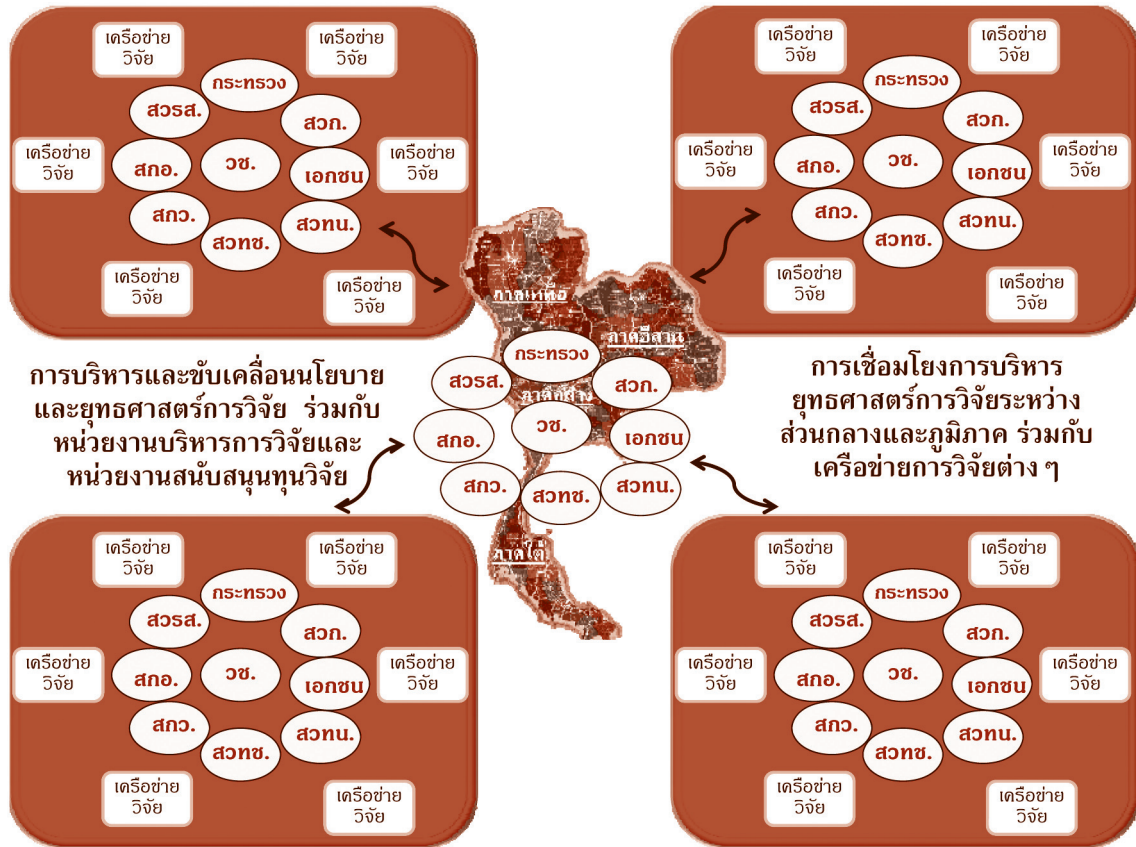 เครือข่าย
วิจัย
เครือข่าย
วิจัย
กระทรวง
สวรส.
สวก.
เครือข่าย
วิจัย
สกอ.
วช.
เอกชน
เครือข่าย
วิจัย
สกว.
สวทช.
สวทน.
เครือข่าย
วิจัย
เครือข่าย
วิจัย
เครือข่าย
วิจัย
เครือข่าย
วิจัย
กระทรวง
สวรส.
สวก.
เครือข่าย
วิจัย
สกอ.
วช.
เอกชน
เครือข่าย
วิจัย
สกว.
สวทช.
สวทน.
เครือข่าย
วิจัย
เครือข่าย
วิจัย
การบริหารและขับเคลื่อนนโยบาย
และยุทธศาสตร์การวิจัย ร่วมกับ
หน่วยงานบริหารการวิจัยและ
หน่วยงานสนับสนุนทุนวิจัย
ภาคเหนือ
ภาคอีสาน
กระทรวง
สวรส.
สวก.
ภาคกลาง
สกอ.
วช.
เอกชน
สกว.
สวทช.
สวทน.
ภาคใต้
การเชื่อมโยงการบริหาร
ยุทธศาสตร์การวิจัยระหว่าง
ส่วนกลางและภูมิภาค ร่วมกับ
เครือข่ายการวิจัยต่าง ๆ
เครือข่าย
วิจัย
เครือข่าย
วิจัย
กระทรวง
สวรส.
สวก.
เครือข่าย
วิจัย
สกอ.
วช.
เอกชน
เครือข่าย
วิจัย
สกว.
สวทช.
สวทน.
เครือข่าย
วิจัย
เครือข่าย
วิจัย
เครือข่าย
วิจัย
เครือข่าย
วิจัย
กระทรวง
สวรส.
สวก.
เครือข่าย
วิจัย
สกอ.
วช.
เอกชน
เครือข่าย
วิจัย
สกว.
สวทช.
สวทน.
เครือข่าย
วิจัย
เครือข่าย
วิจัย